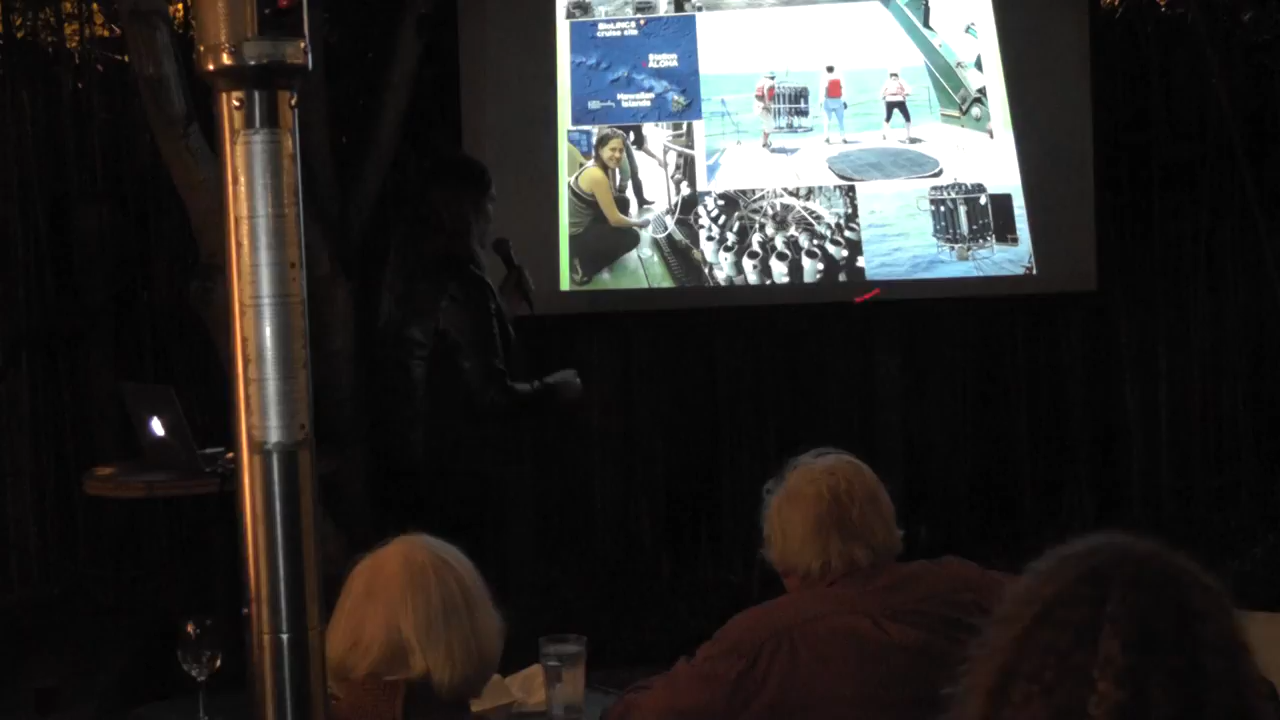 BioLINCS
cruise site
Station
ALOHA
Hawaiian
Islands